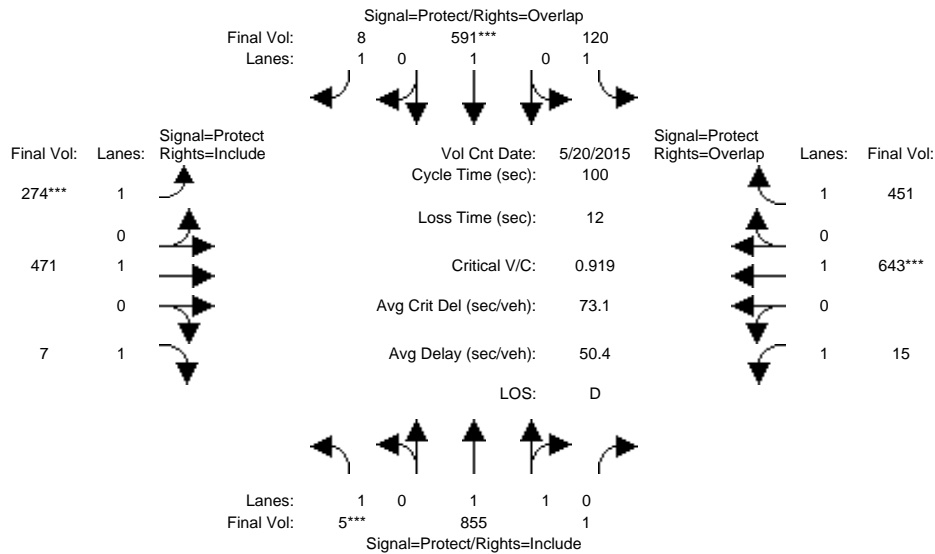 Signal=Protect/Rights=Overlap
Final Vol: 8 591*** 120
Lanes: 1 0 1 0 1
Signal=Protect Signal=Protect
Final Vol: Lanes: Rights=Include Vol Cnt Date: 5/20/2015 Rights=Overlap Lanes: Final Vol:
Cycle Time (sec): 100
274*** 1 1 451
Loss Time (sec): 12
0 0
471 1 Critical V/C: 0.919 1 643***
0 Avg Crit Del (sec/veh): 73.1 0
7 1 Avg Delay (sec/veh): 50.4 1 15
LOS: D
Lanes: 1 0 1 1 0
Final Vol: 5*** 855 1
Signal=Protect/Rights=Include